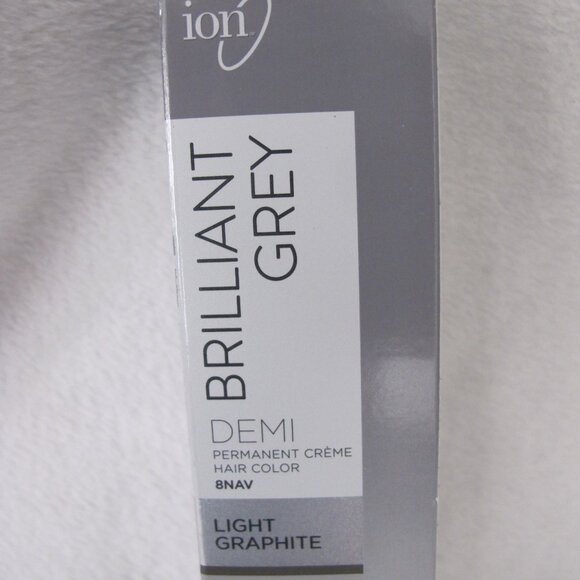 ion
BRILLIANT
GREY
DEMI
PERMANENT CRÈME
HAIR COLOR
8NAV
LIGHT
GRAPHITE